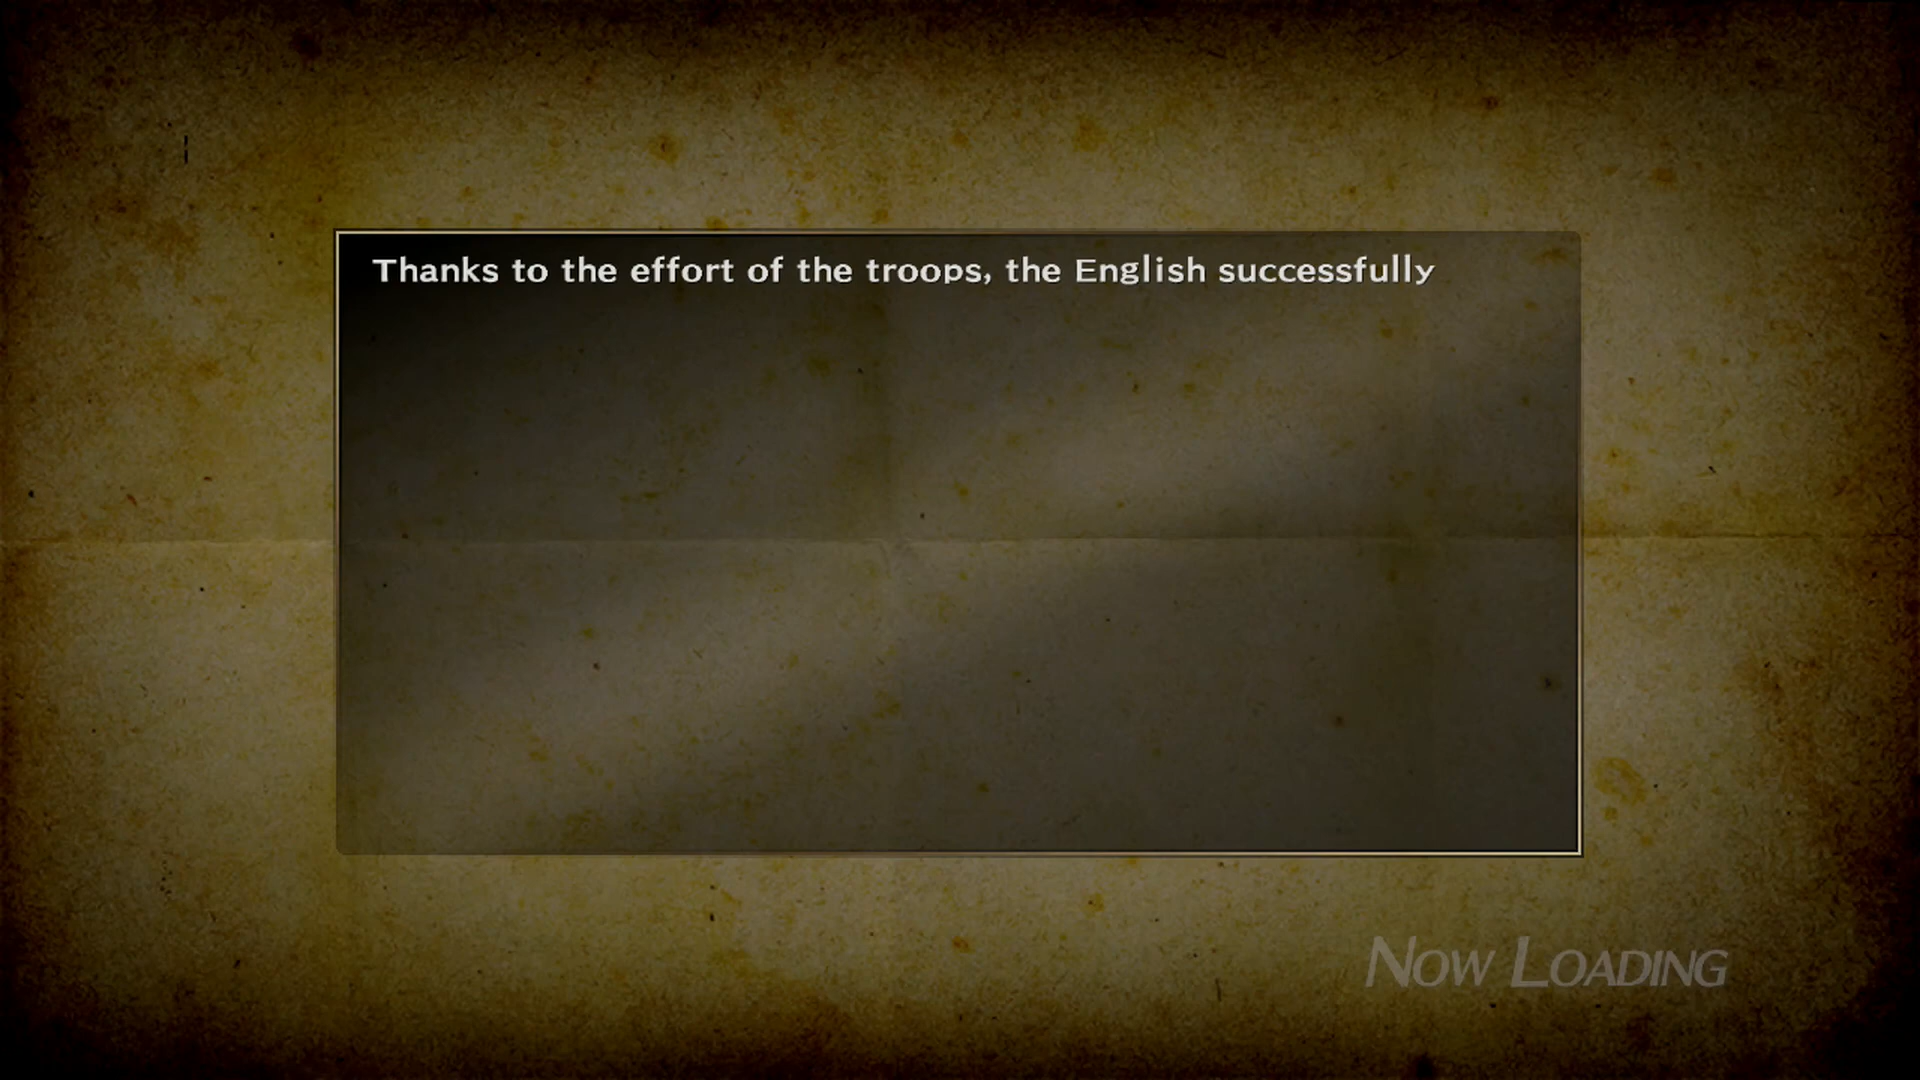 Thanks to the effort of the troops, the English successfully
NOW LOADING